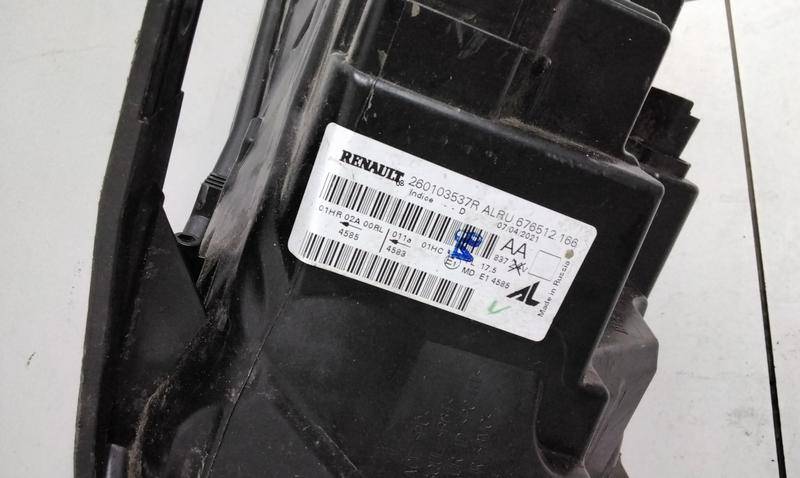 RENAULT 260103537R ALRU 676512 166
Indice - - D 07.04.2021
01HR 02A 00RL 011a 01HC AA
4585 4583 837
17.5
E1 MD E1 4585
AL
Made in Russia